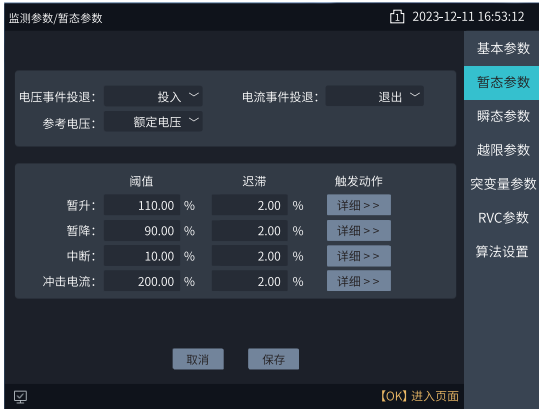 监测参数/暂态参数 1 2023-12-11 16:53:12
基本参数
暂态参数
瞬态参数
越限参数
突变量参数
RVC参数
算法设置
电压事件投退: 投入 电流事件投退: 退出
参考电压: 额定电压
阈值 迟滞 触发动作
暂升: 110.00 % 2.00 % 详细 >>
暂降: 90.00 % 2.00 % 详细 >>
中断: 10.00 % 2.00 % 详细 >>
冲击电流: 200.00 % 2.00 % 详细 >>
取消 保存
【OK】进入页面